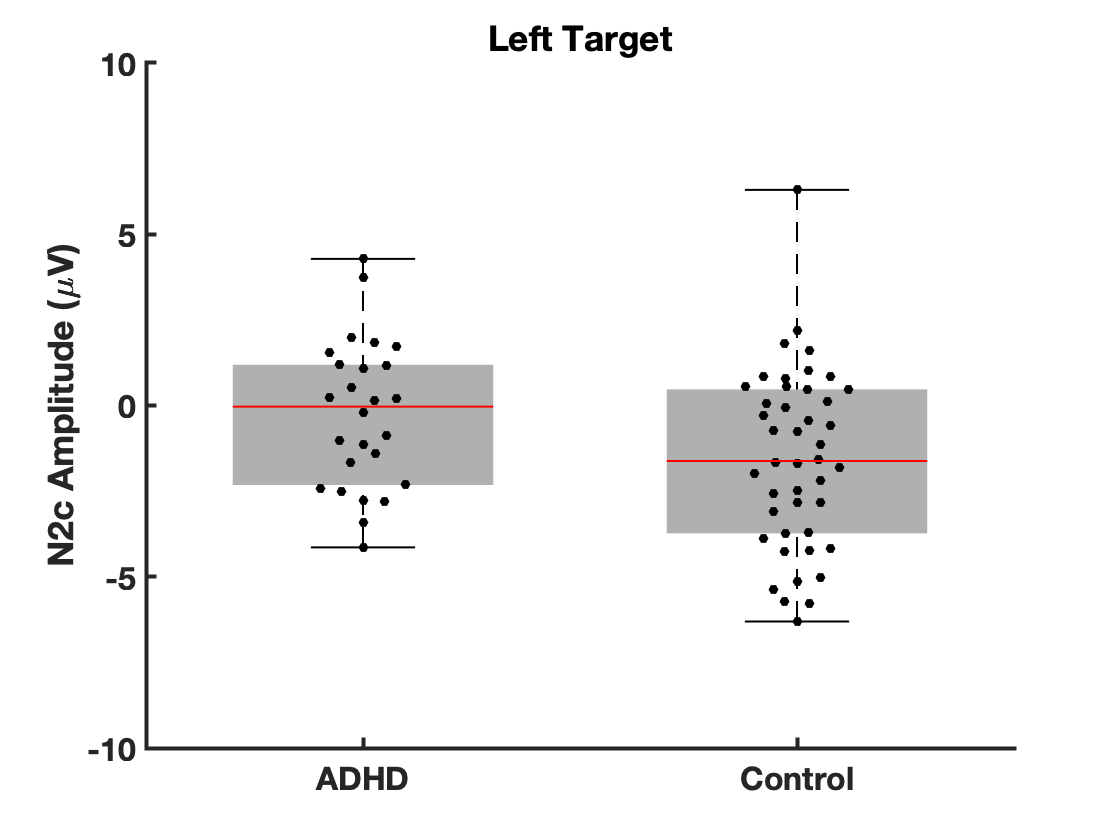 Left Target
N2c Amplitude (μV)
10
5
0
-5
-10
ADHD
Control